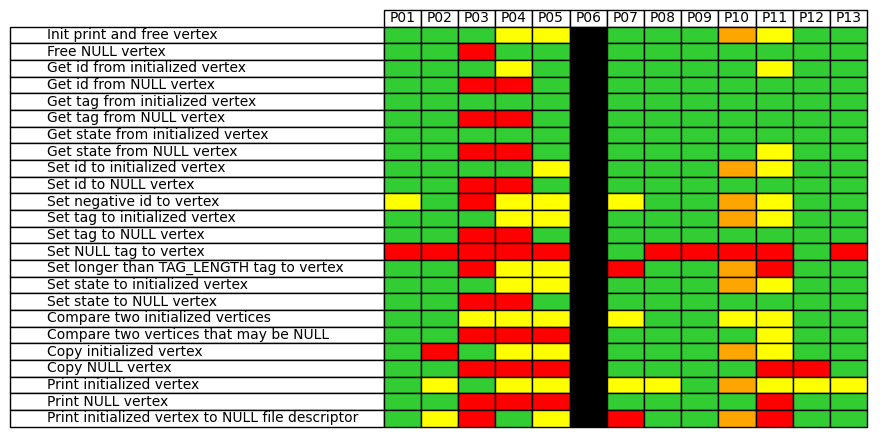 P01 P02 P03 P04 P05 P06 P07 P08 P09 P10 P11 P12 P13
Init print and free vertex
Free NULL vertex
Get id from initialized vertex
Get id from NULL vertex
Get tag from initialized vertex
Get tag from NULL vertex
Get state from initialized vertex
Get state from NULL vertex
Set id to initialized vertex
Set id to NULL vertex
Set negative id to vertex
Set tag to initialized vertex
Set tag to NULL vertex
Set NULL tag to vertex
Set longer than TAG_LENGTH tag to vertex
Set state to initialized vertex
Set state to NULL vertex
Compare two initialized vertices
Compare two vertices that may be NULL
Copy initialized vertex
Copy NULL vertex
Print initialized vertex
Print NULL vertex
Print initialized vertex to NULL file descriptor